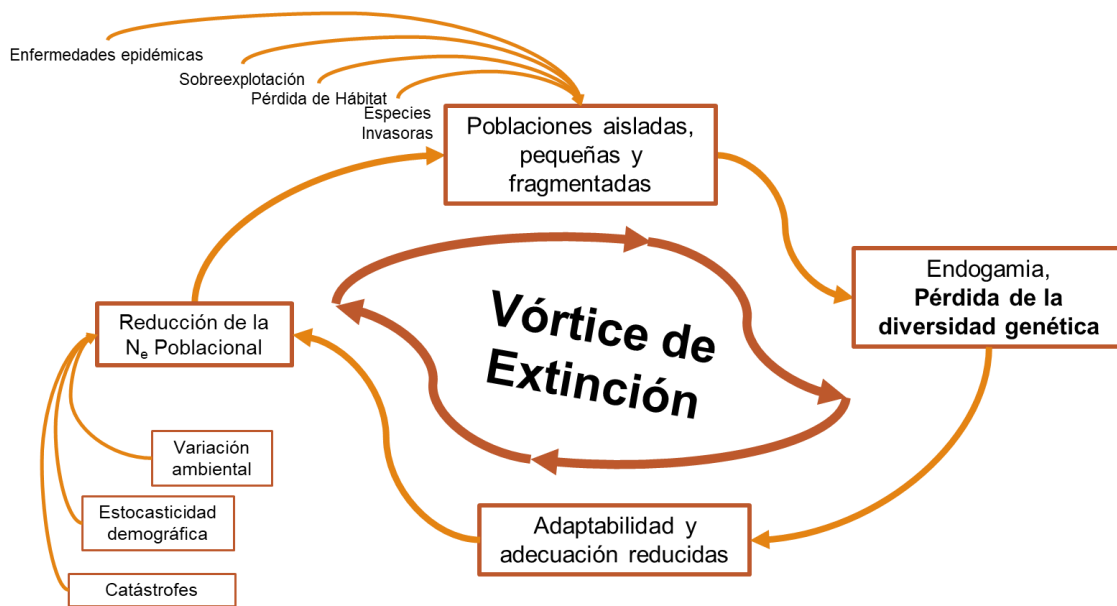 Enfermedades epidémicas
Sobreexplotación
Pérdida de Hábitat
Especies
Invasoras
Poblaciones aisladas,
pequeñas y
fragmentadas
Endogamia,
Pérdida de la
diversidad genética
Reducción de la
Ne Poblacional
Vórtice de
Extinción
Variación
ambiental
Estocasticidad
demográfica
Adaptabilidad y
adecuación reducidas
Catástrofes